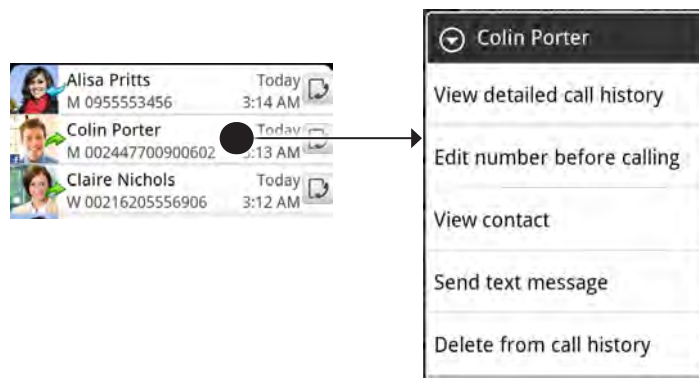 Alisa Pritts
Today
M 0955553456
3:14 AM
Colin Porter
Today
M 002447700900602
:13 AM
Claire Nichols
Today
W 00216205556906
3:12 AM
Colin Porter
View detailed call history
Edit number before calling
View contact
Send text message
Delete from call history